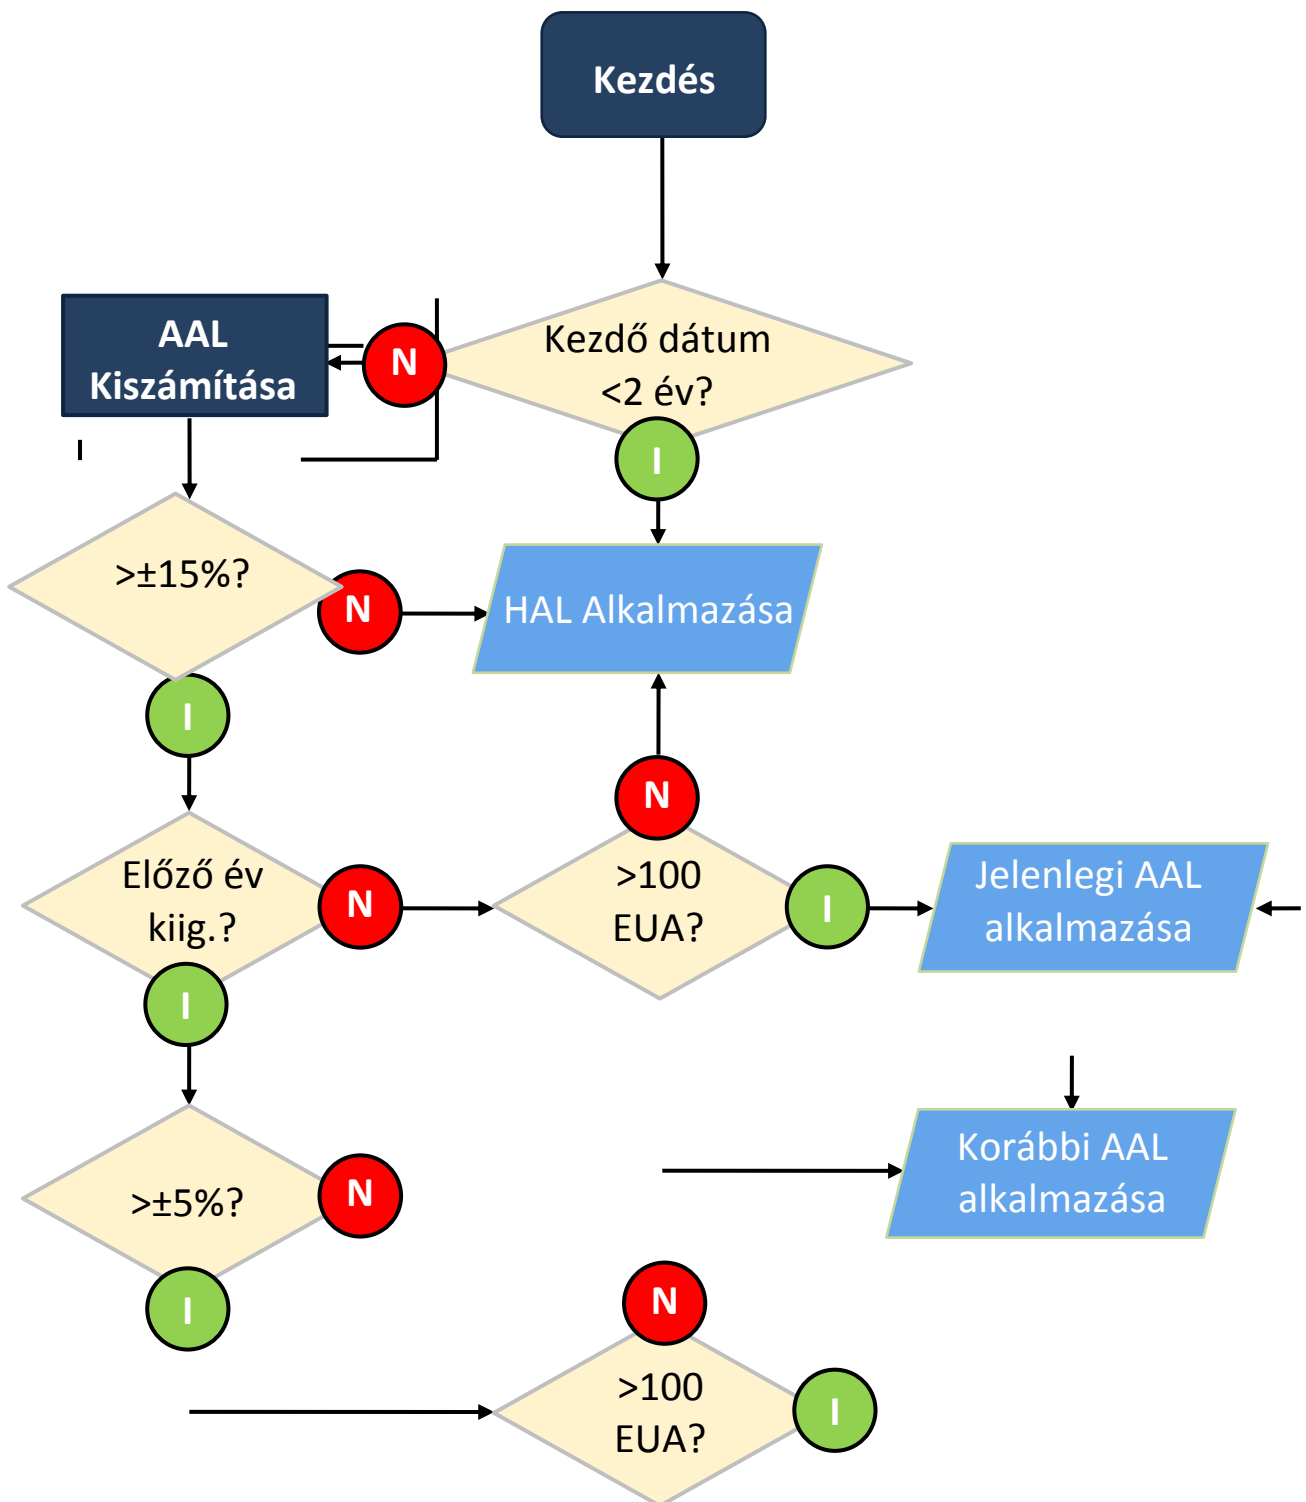 Kezdés
AAL
Kiszámítása
N
Kezdő dátum
<2 év?
I
>±15%?
N
HAL Alkalmazása
I
N
Előző év
kiig.?
N
>100
EUA?
I
Jelenlegi AAL
alkalmazása
I
>±5%?
N
Korábbi AAL
alkalmazása
I
N
>100
EUA?
I